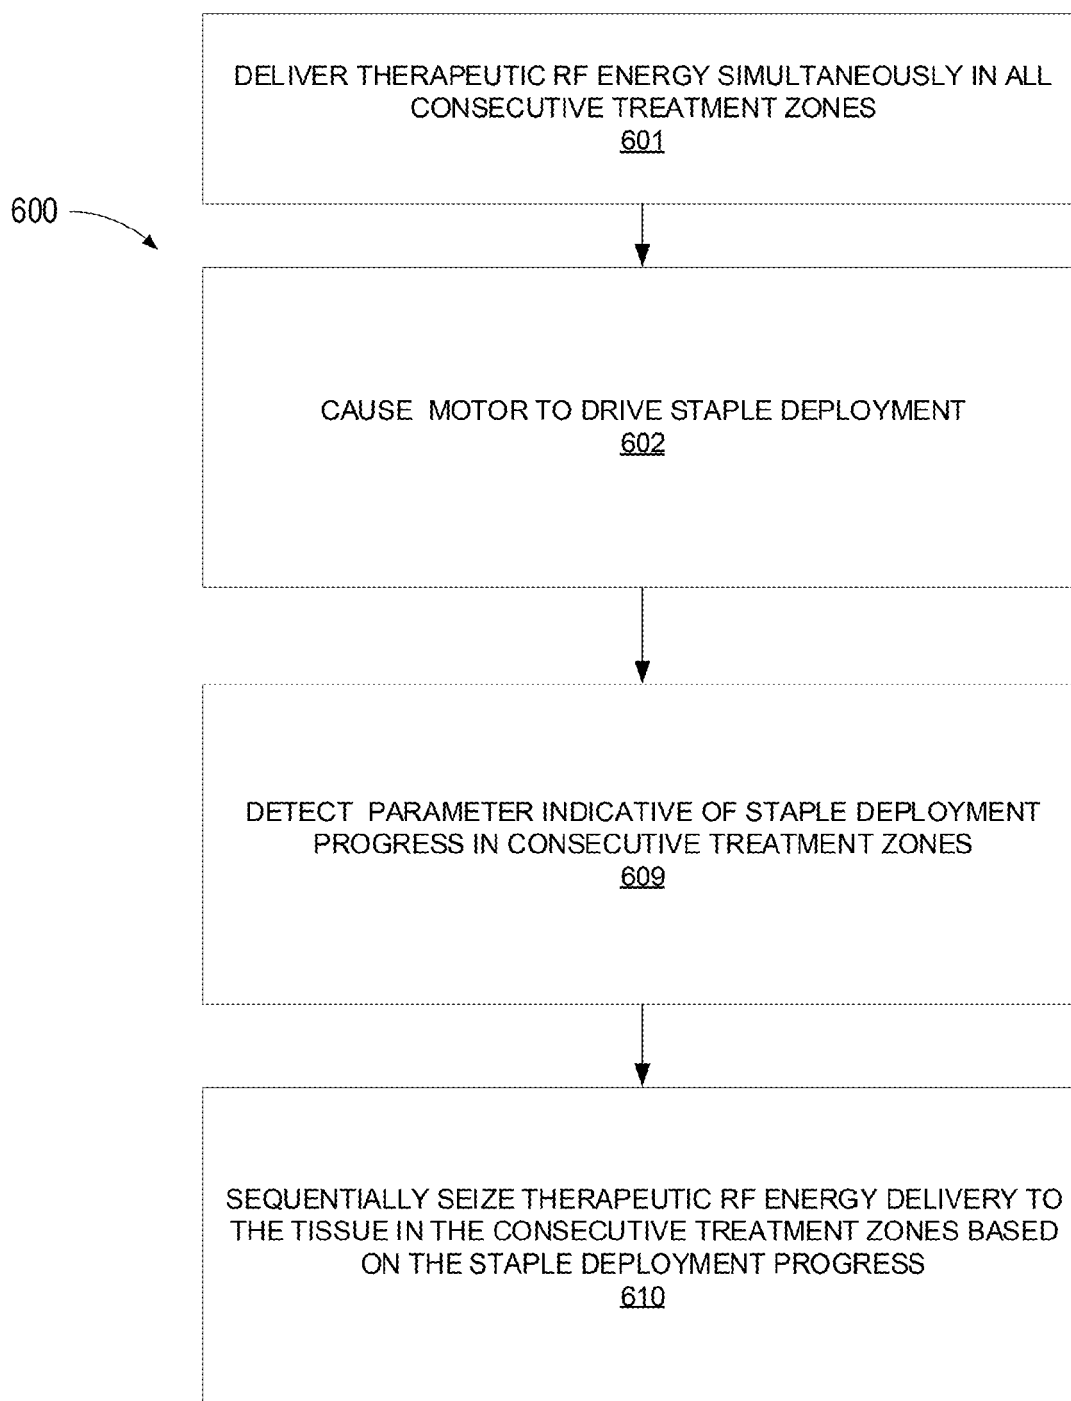 DELIVER THERAPEUTIC RF ENERGY SIMULTANEOUSLY IN ALL
CONSECUTIVE TREATMENT ZONES
601
600
CAUSE MOTOR TO DRIVE STAPLE DEPLOYMENT
602
DETECT PARAMETER INDICATIVE OF STAPLE DEPLOYMENT
PROGRESS IN CONSECUTIVE TREATMENT ZONES
609
SEQUENTIALLY SEIZE THERAPEUTIC RF ENERGY DELIVERY TO
THE TISSUE IN THE CONSECUTIVE TREATMENT ZONES BASED
ON THE STAPLE DEPLOYMENT PROGRESS
610